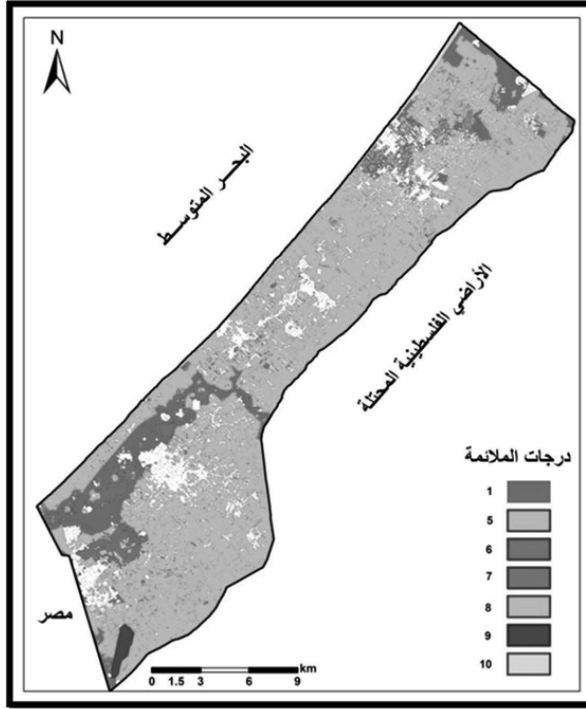 N
البحر المتوسط
الأراضي الفلسطينية المحتلة
درجات الملائمة
1
5
6
7
8
9
10
مصر
km
0 1.5 3 6 9